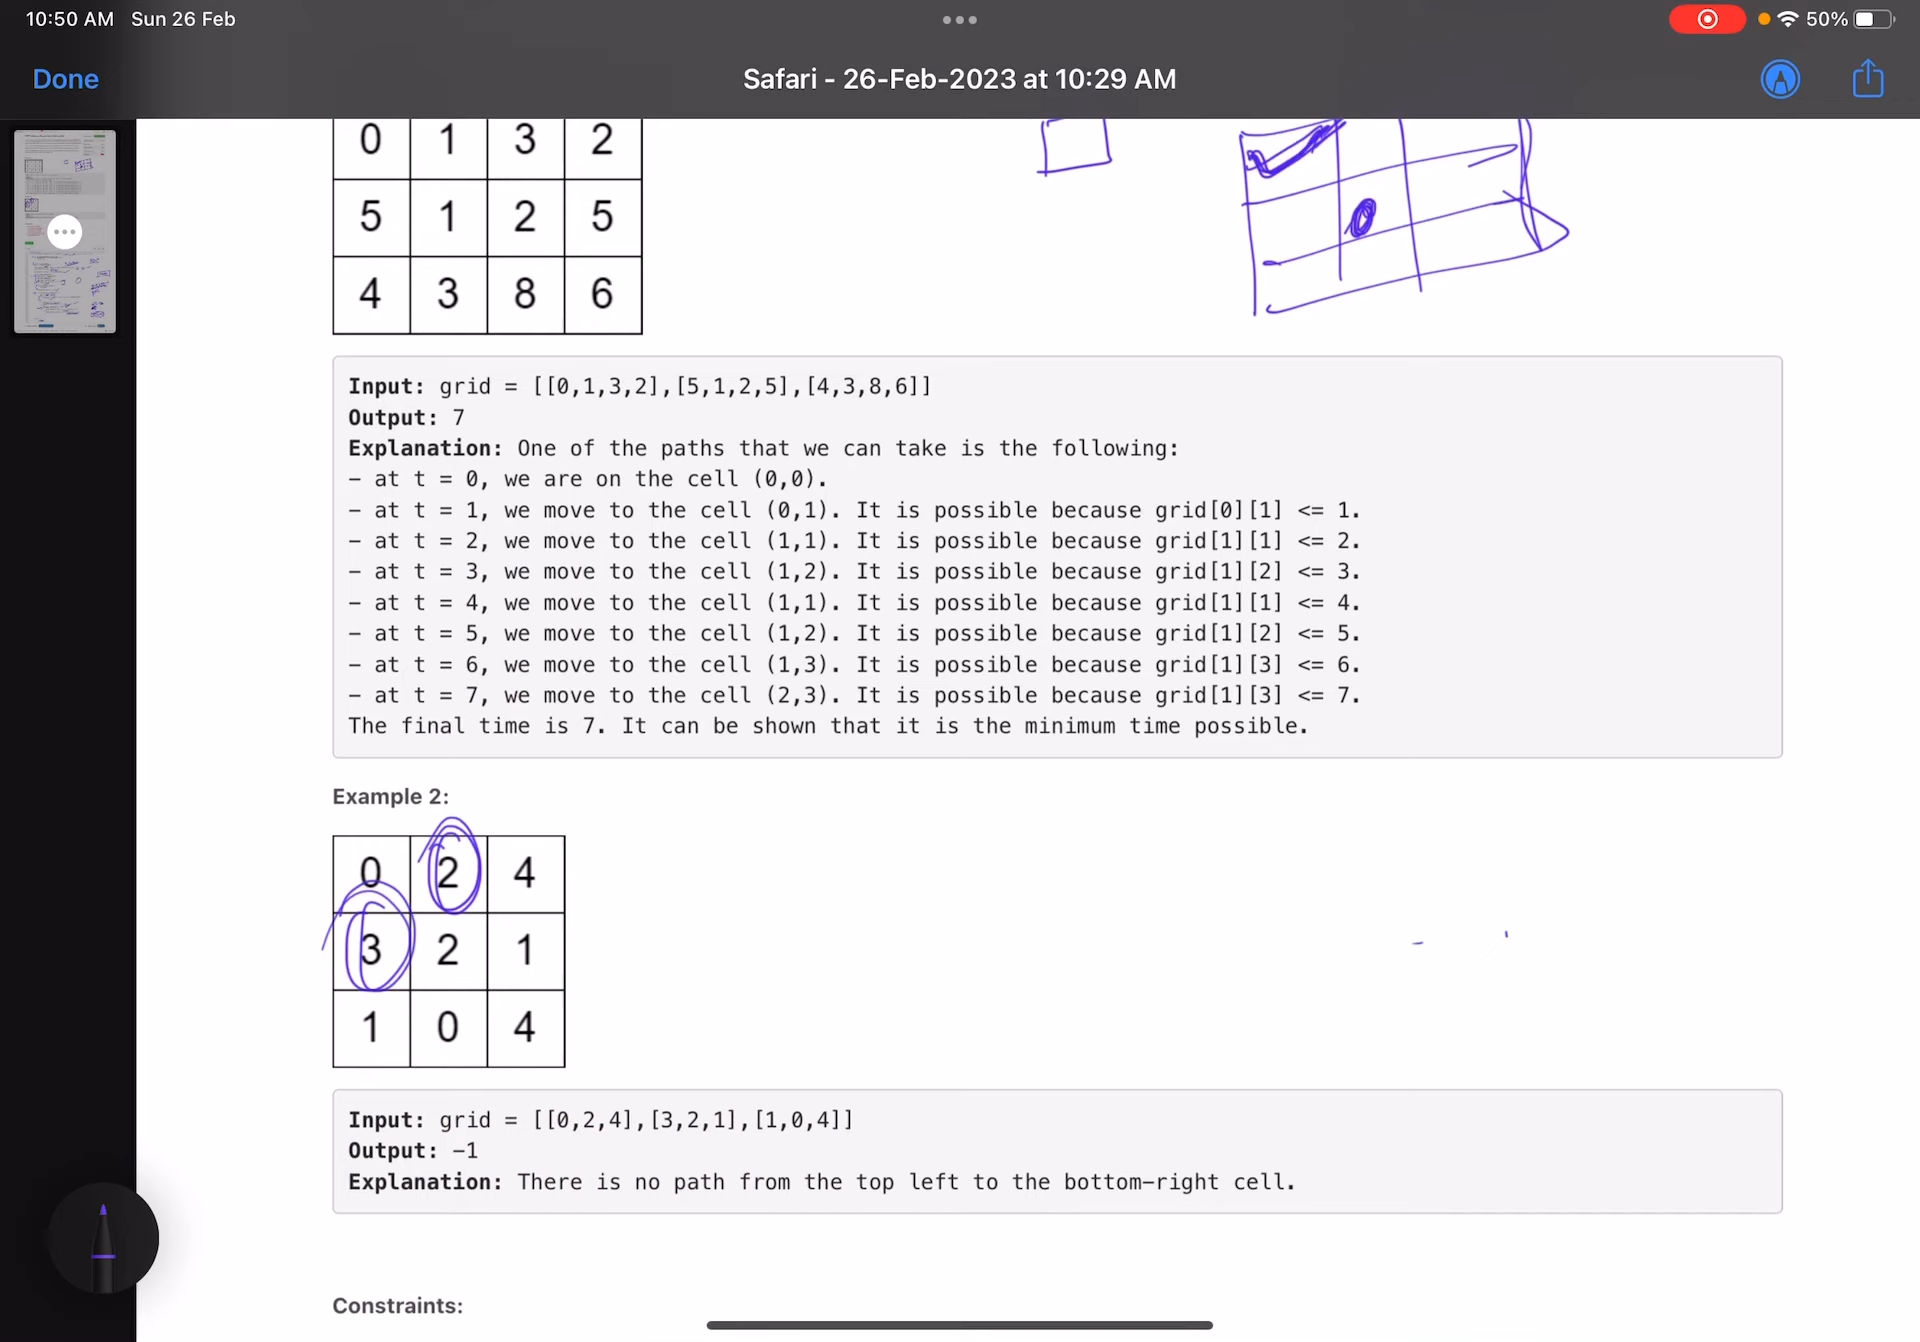 10:50 AM Sun 26 Feb
50%
Done
Safari - 26-Feb-2023 at 10:29 AM
0 1 3 2
5 1 2 5
4 3 8 6
0
Input: grid = [[0,1,3,2],[5,1,2,5],[4,3,8,6]]
Output: 7
Explanation: One of the paths that we can take is the following:
- at t = 0, we are on the cell (0,0).
- at t = 1, we move to the cell (0,1). It is possible because grid[0][1] <= 1.
- at t = 2, we move to the cell (1,1). It is possible because grid[1][1] <= 2.
- at t = 3, we move to the cell (1,2). It is possible because grid[1][2] <= 3.
- at t = 4, we move to the cell (1,1). It is possible because grid[1][1] <= 4.
- at t = 5, we move to the cell (1,2). It is possible because grid[1][2] <= 5.
- at t = 6, we move to the cell (1,3). It is possible because grid[1][3] <= 6.
- at t = 7, we move to the cell (2,3). It is possible because grid[1][3] <= 7.
The final time is 7. It can be shown that it is the minimum time possible.
Example 2:
0 2 4
3 2 1
1 0 4
Input: grid = [[0,2,4],[3,2,1],[1,0,4]]
Output: -1
Explanation: There is no path from the top left to the bottom-right cell.
Constraints: